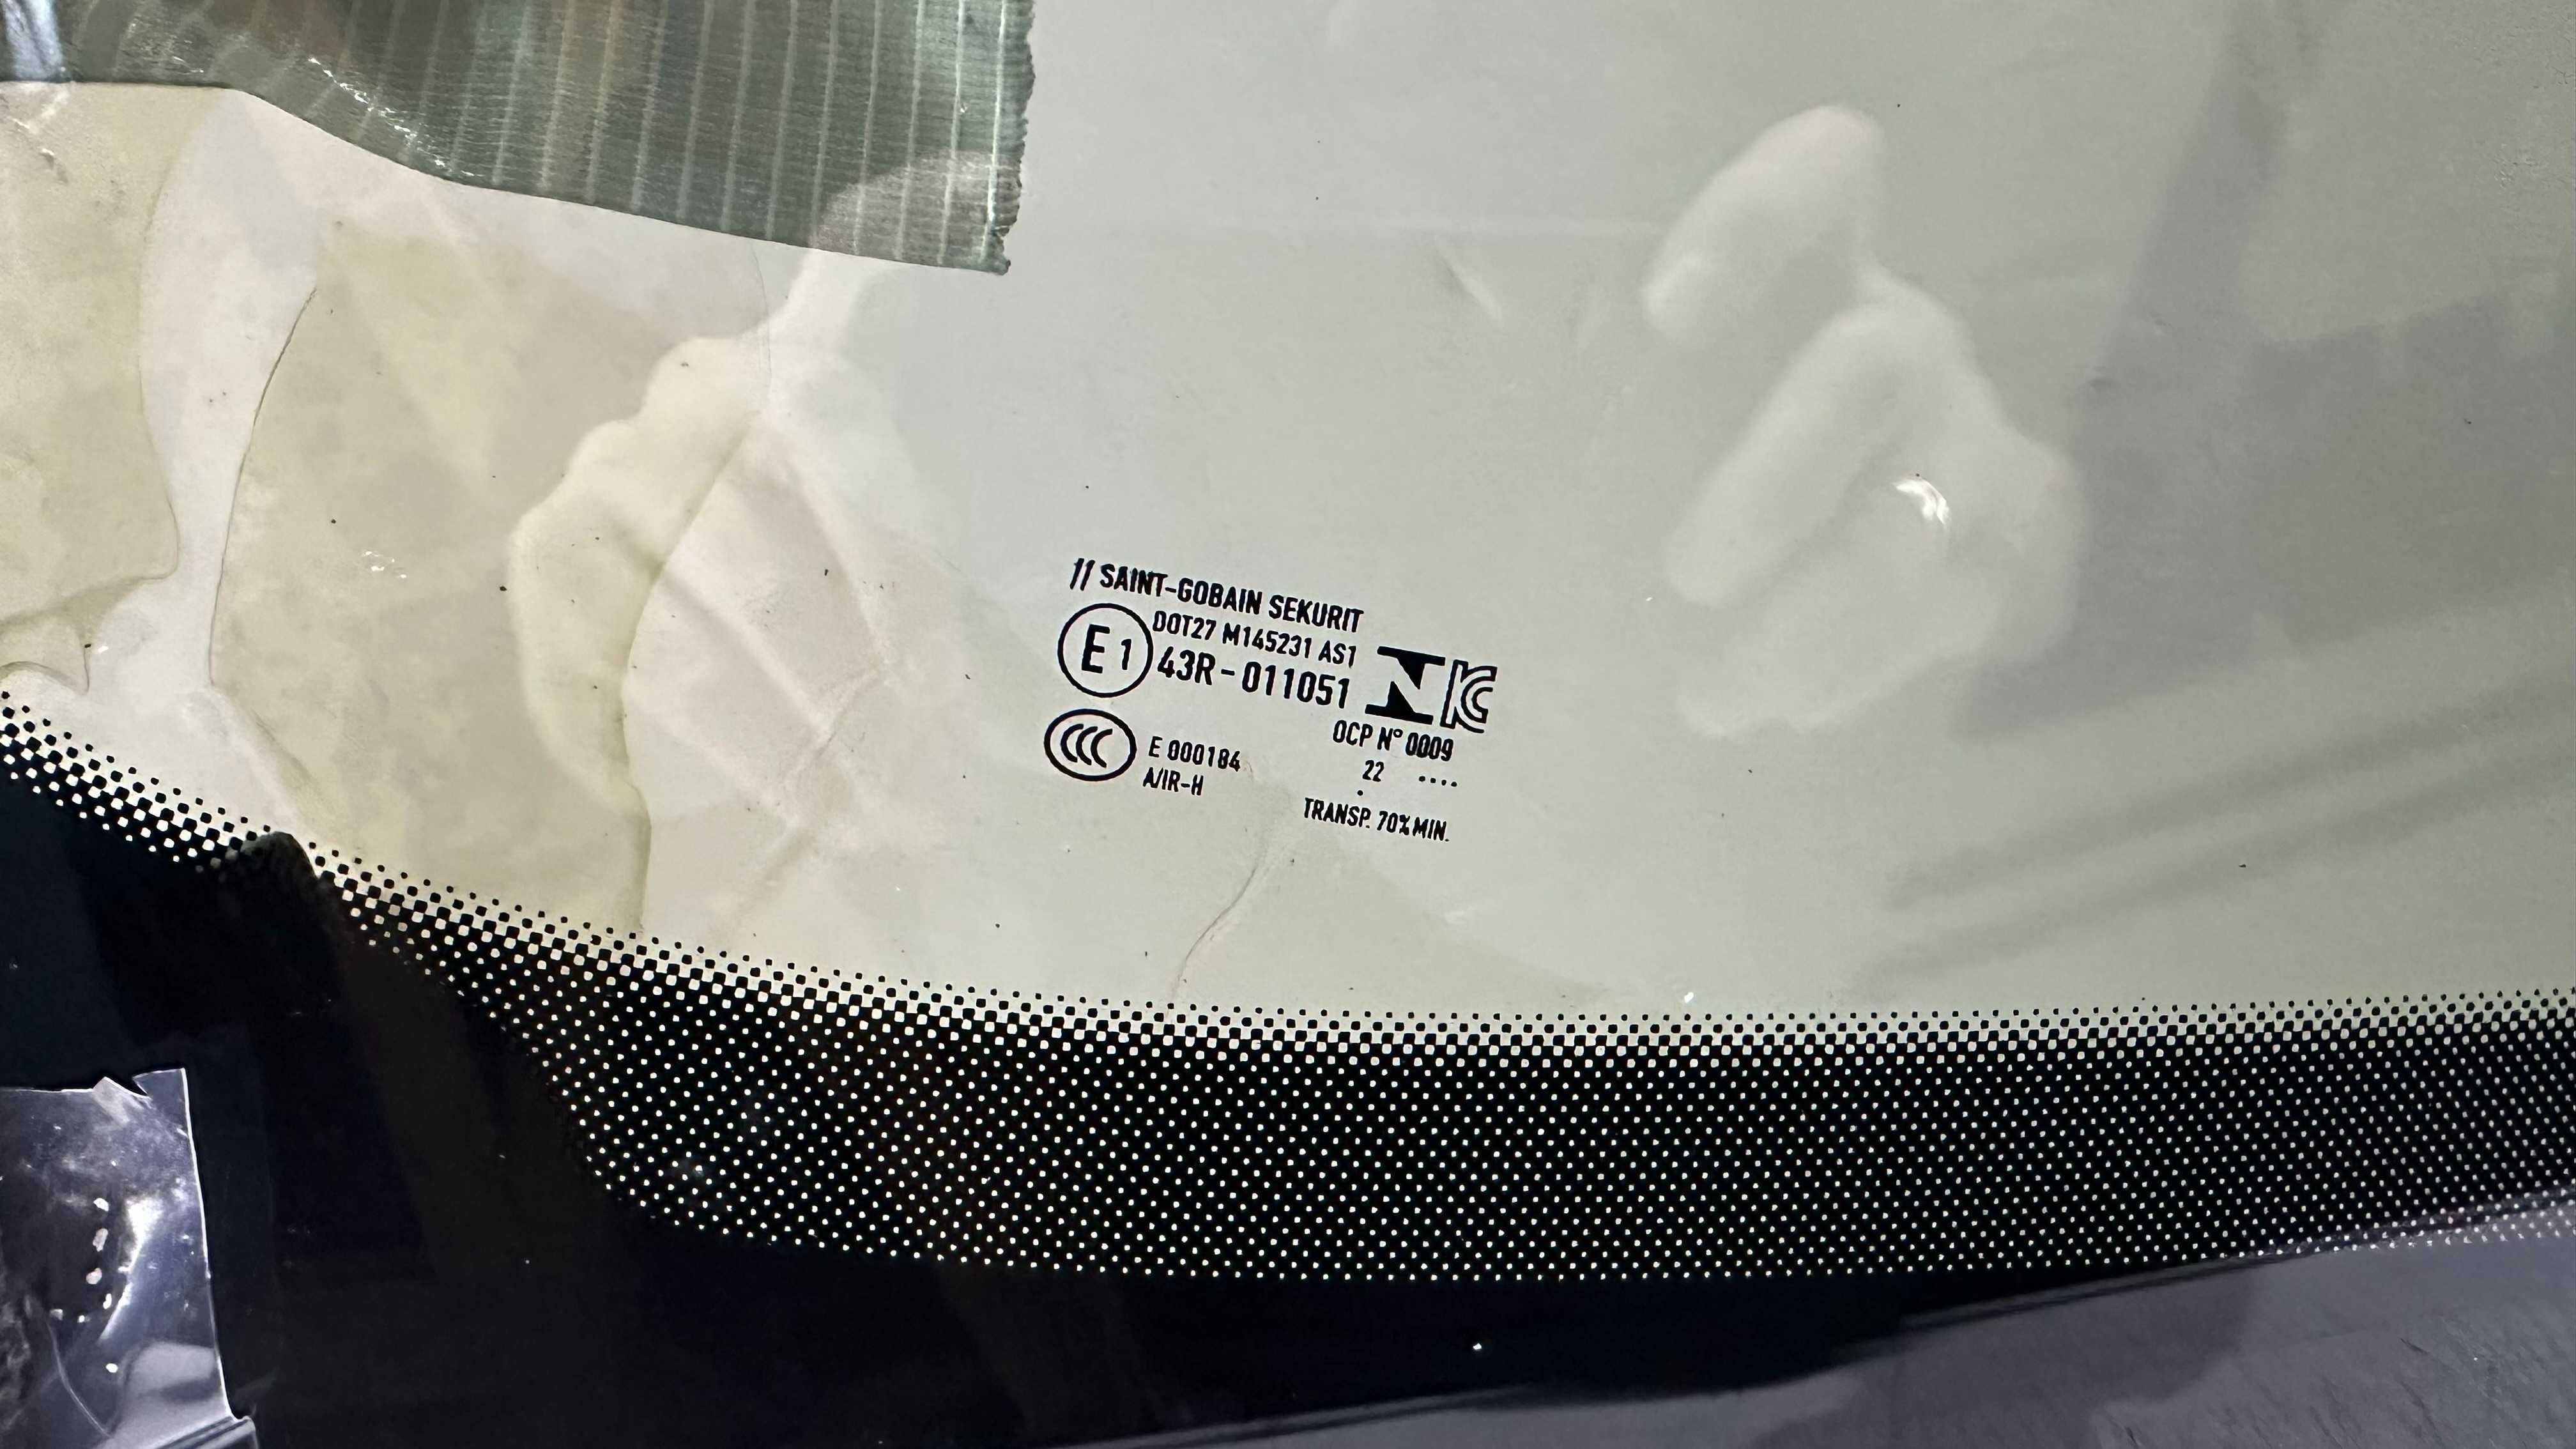 SAINT-GOBAIN SEKURIT
DOT27 M145231 AS1
E1 43R-011051
OCP N° 0009
E 000184
22 ....
A/IR-H
.
TRANSP. 70% MIN.